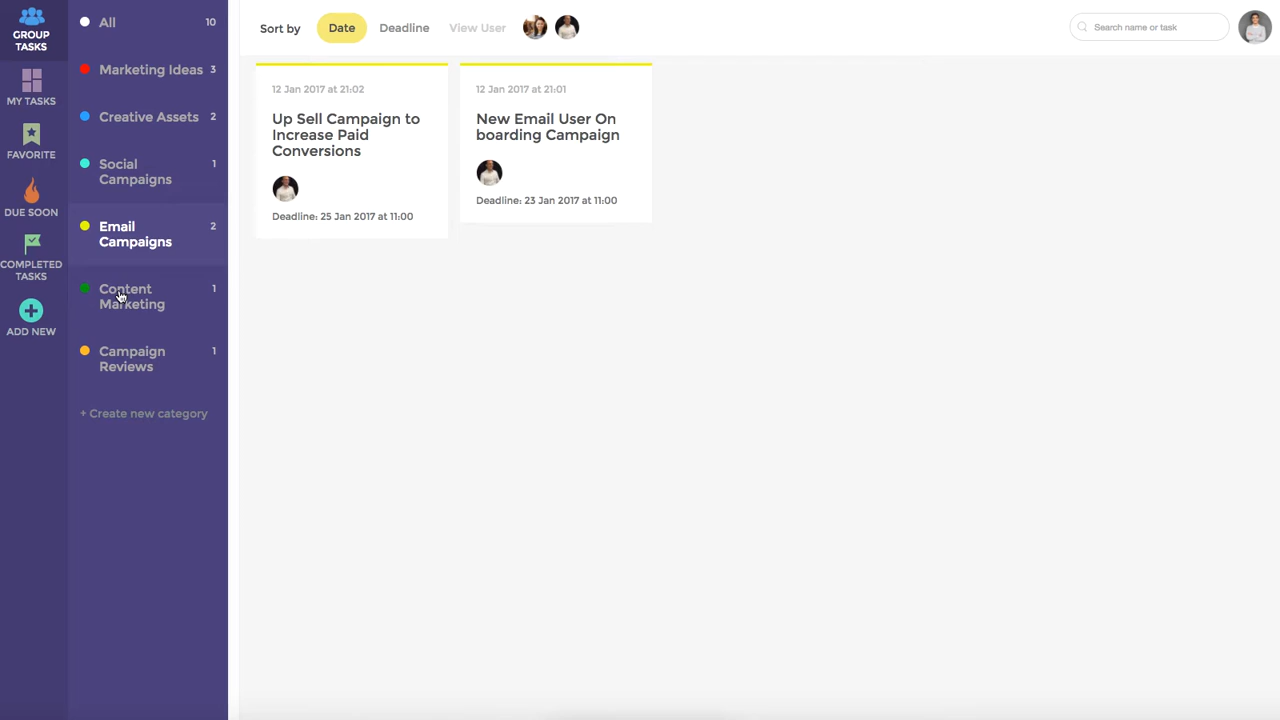 GROUP
TASKS
MY TASKS
FAVORITE
DUE SOON
COMPLETED
TASKS
ADD NEW
All 10
Marketing Ideas 3
Creative Assets 2
Social 1
Campaigns
Email 2
Campaigns
Content 1
Marketing
Campaign 1
Reviews
+ Create new category
Sort by Date Deadline View User
Search name or task
12 Jan 2017 at 21:02
Up Sell Campaign to
Increase Paid
Conversions
Deadline: 25 Jan 2017 at 11:00
12 Jan 2017 at 21:01
New Email User On
boarding Campaign
Deadline: 23 Jan 2017 at 11:00